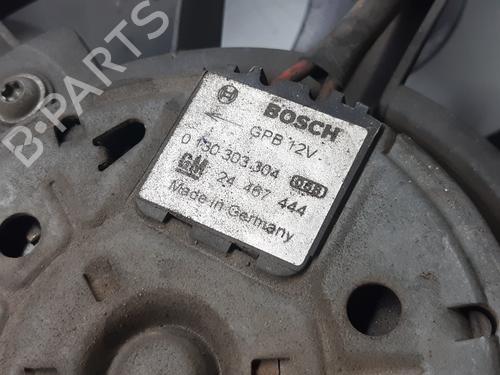 BOSCH
GPB 12V-
0 130 303 304
GM 24 467 444
Made in Germany
B-PARTS